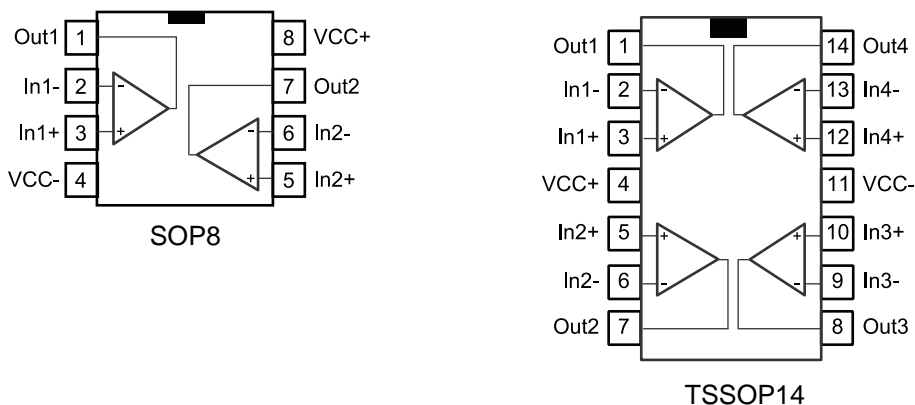 Out1 1 8 VCC+
In1- 2 - 7 Out2
In1+ 3 + - 6 In2-
VCC- 4 + 5 In2+
SOP8
Out1 1 14 Out4
In1- 2 - - 13 In4-
In1+ 3 + + 12 In4+
VCC+ 4 11 VCC-
In2+ 5 + + 10 In3+
In2- 6 - - 9 In3-
Out2 7 8 Out3
TSSOP14